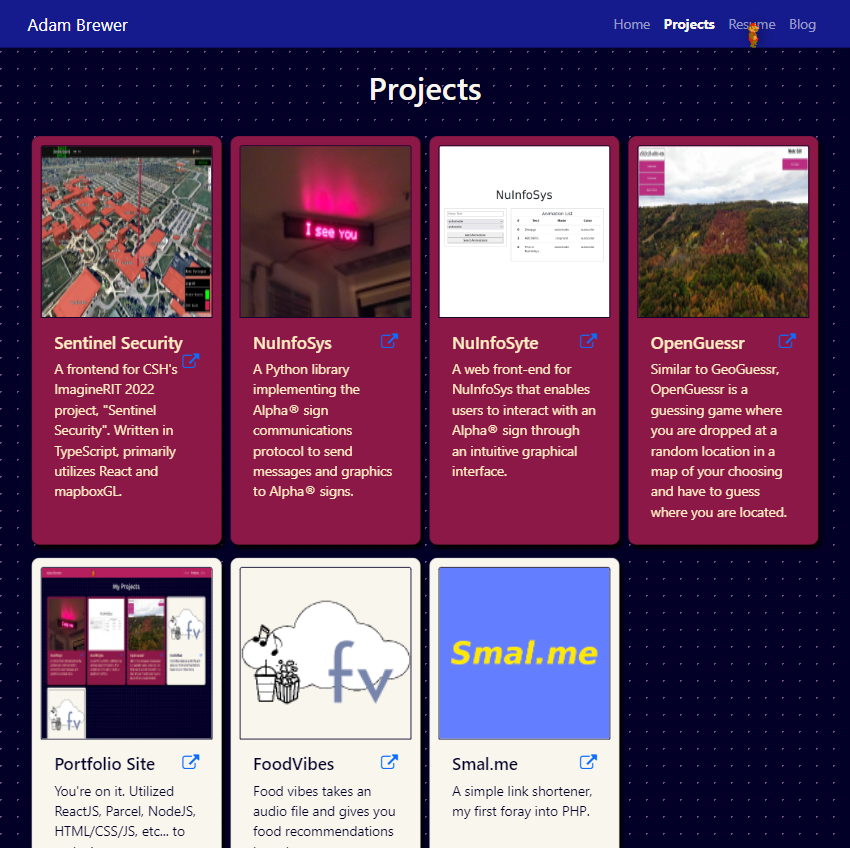 Adam Brewer
Home Projects Resume Blog
Projects
I see you
NuInfoSys
Animation List
# Text Mode Color
Sentinel Security
A frontend for CSH's
ImagineRIT 2022
project, "Sentinel
Security". Written in
TypeScript, primarily
utilizes React and
mapboxGL.
NuInfoSys
A Python library
implementing the
Alpha® sign
communications
protocol to send
messages and graphics
to Alpha® signs.
NuInfoSyte
A web front-end for
NuInfoSys that enables
users to interact with an
Alpha® sign through
an intuitive graphical
interface.
OpenGuessr
Similar to GeoGuessr,
OpenGuessr is a
guessing game where
you are dropped at a
random location in a
map of your choosing
and have to guess
where you are located.
My Projects
fv
fv
fv
Smal.me
Portfolio Site
You're on it. Utilized
ReactJS, Parcel, NodeJS,
HTML/CSS/JS, etc... to
FoodVibes
Food vibes takes an
audio file and gives you
food recommendations
Smal.me
A simple link shortener,
my first foray into PHP.